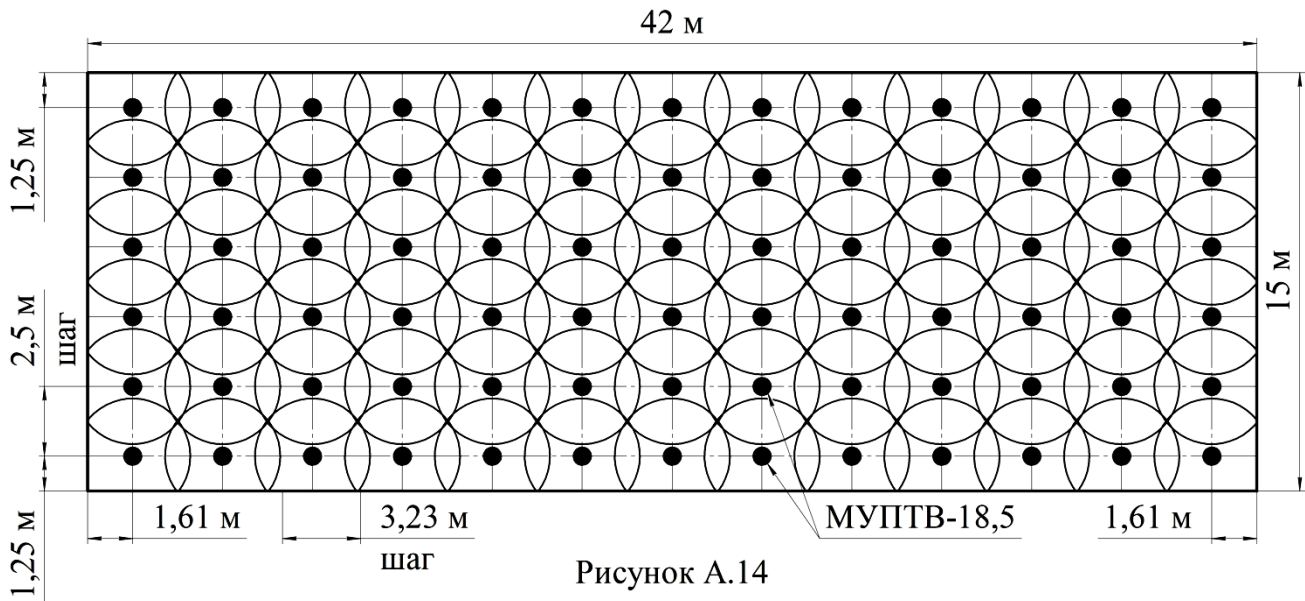 42 м
1,25 м
15 м
2,5 м
шаг
1,25 м
1,61 м
3,23 м
шаг
МУПТВ-18,5
1,61 м
Рисунок А.14